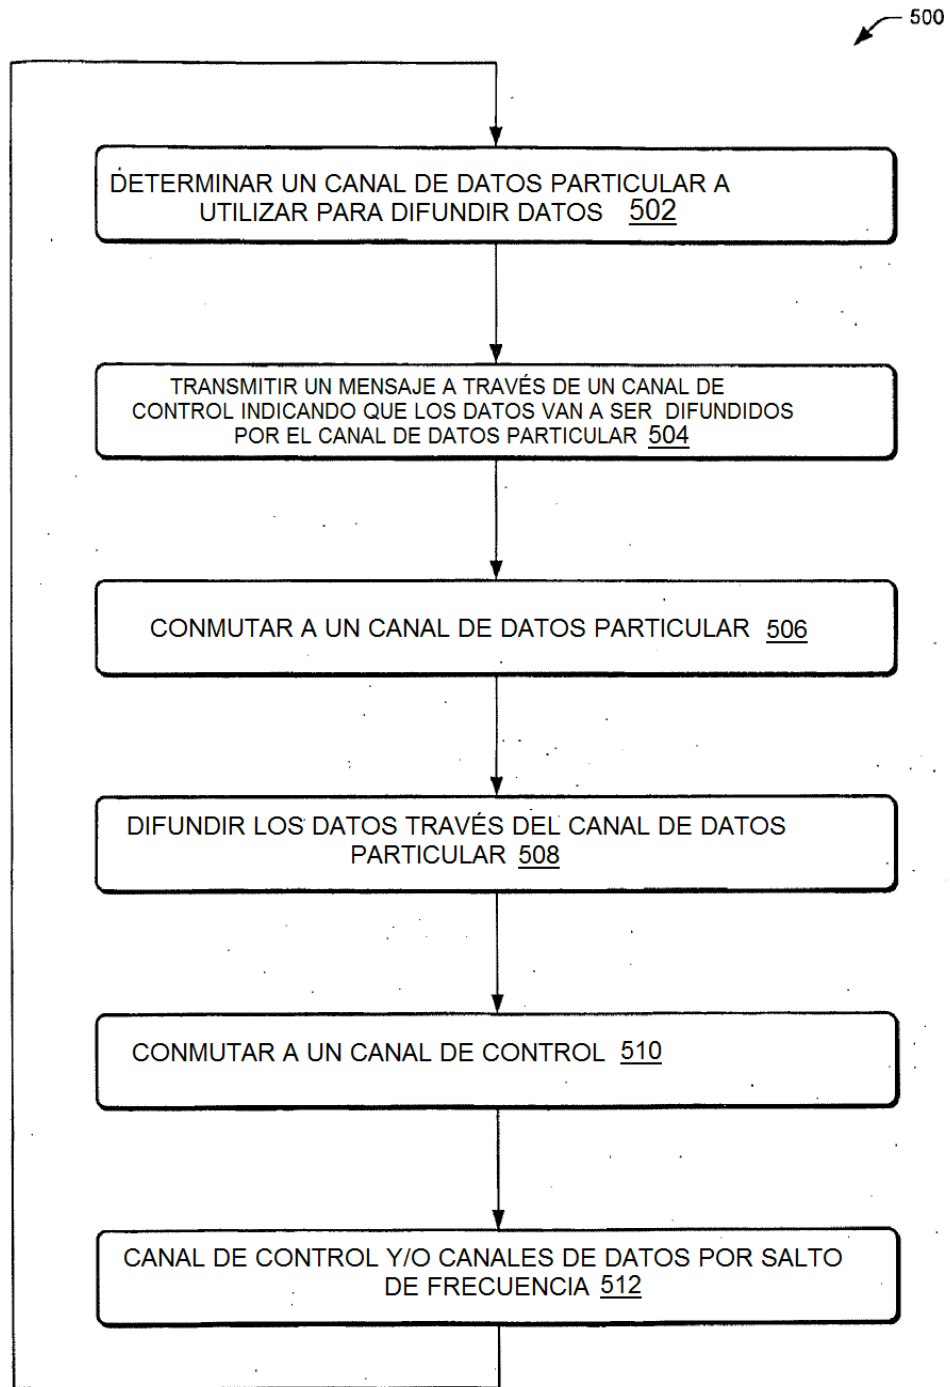 500
DETERMINAR UN CANAL DE DATOS PARTICULAR A
UTILIZAR PARA DIFUNDIR DATOS 502
TRANSMITIR UN MENSAJE A TRAVÉS DE UN CANAL DE
CONTROL INDICANDO QUE LOS DATOS VAN A SER DIFUNDIDOS
POR EL CANAL DE DATOS PARTICULAR 504
CONMUTAR A UN CANAL DE DATOS PARTICULAR 506
DIFUNDIR LOS DATOS TRAVÉS DEL CANAL DE DATOS
PARTICULAR 508
CONMUTAR A UN CANAL DE CONTROL 510
CANAL DE CONTROL Y/O CANALES DE DATOS POR SALTO
DE FRECUENCIA 512